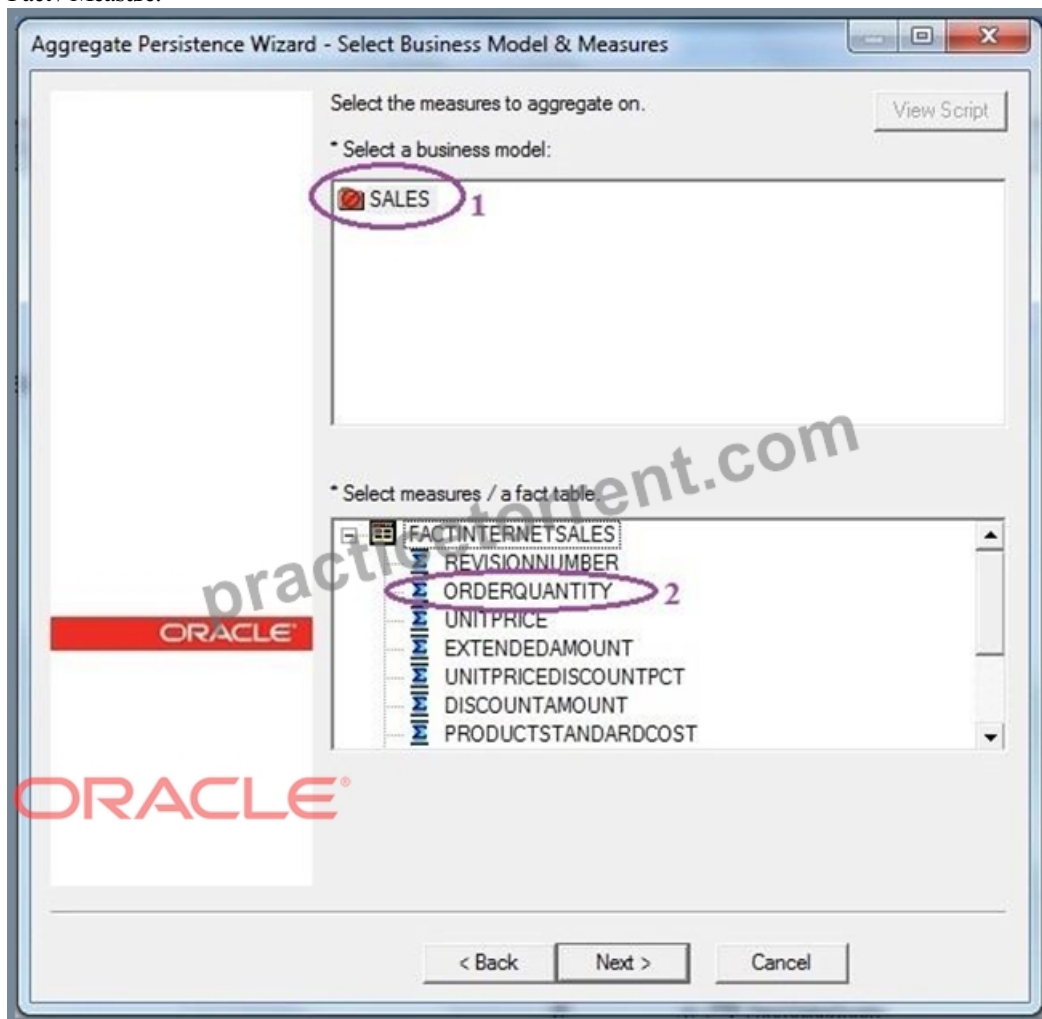 Aggregate Persistence Wizard - Select Business Model & Measures
Select the measures to aggregate on.
View Script
* Select a business model:
SALES
1
* Select measures / a fact table.
FACTINTERNETSALES
REVISIONNUMBER
ORDERQUANTITY
2
UNITPRICE
EXTENDEDAMOUNT
UNITPRICEDISCOUNTPCT
DISCOUNTAMOUNT
PRODUCTSTANDARDCOST
practicetorrent.com
ORACLE
ORACLE
< Back
Next >
Cancel